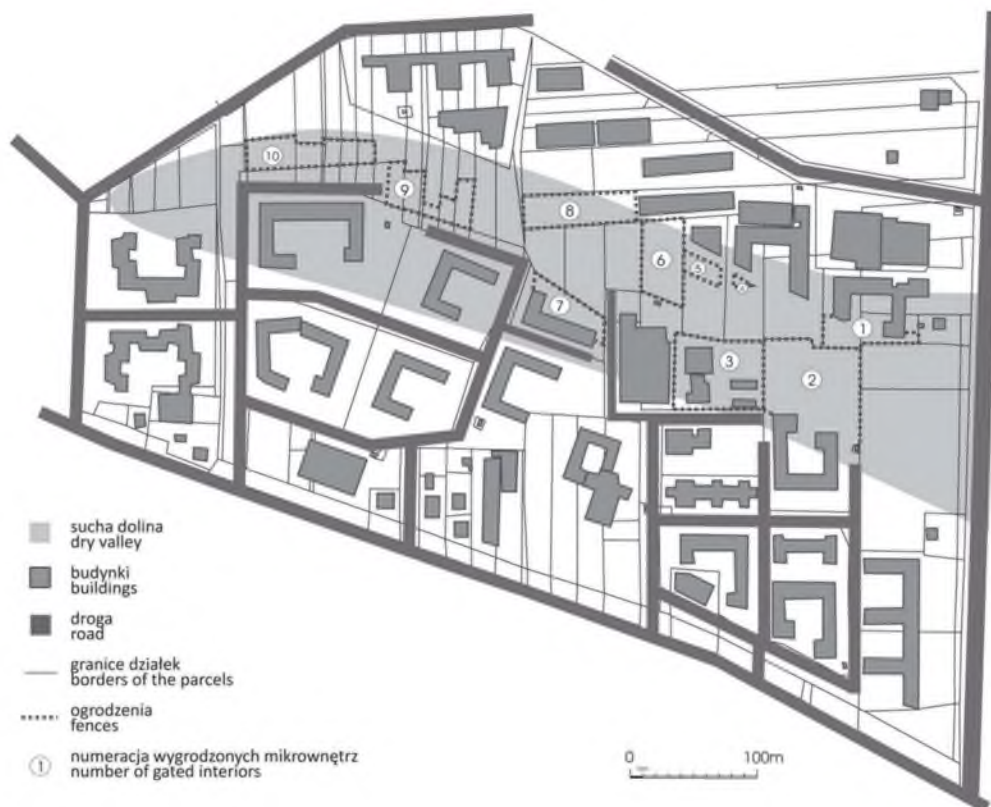 10
9
8
6
5
4
7
1
3
2
sucha dolina
dry valley
budynki
buildings
droga
road
granice działek
borders of the parcels
ogrodzenia
fences
1 numeracja wygrodzonych mikrownętrz
number of gated interiors
0 100m